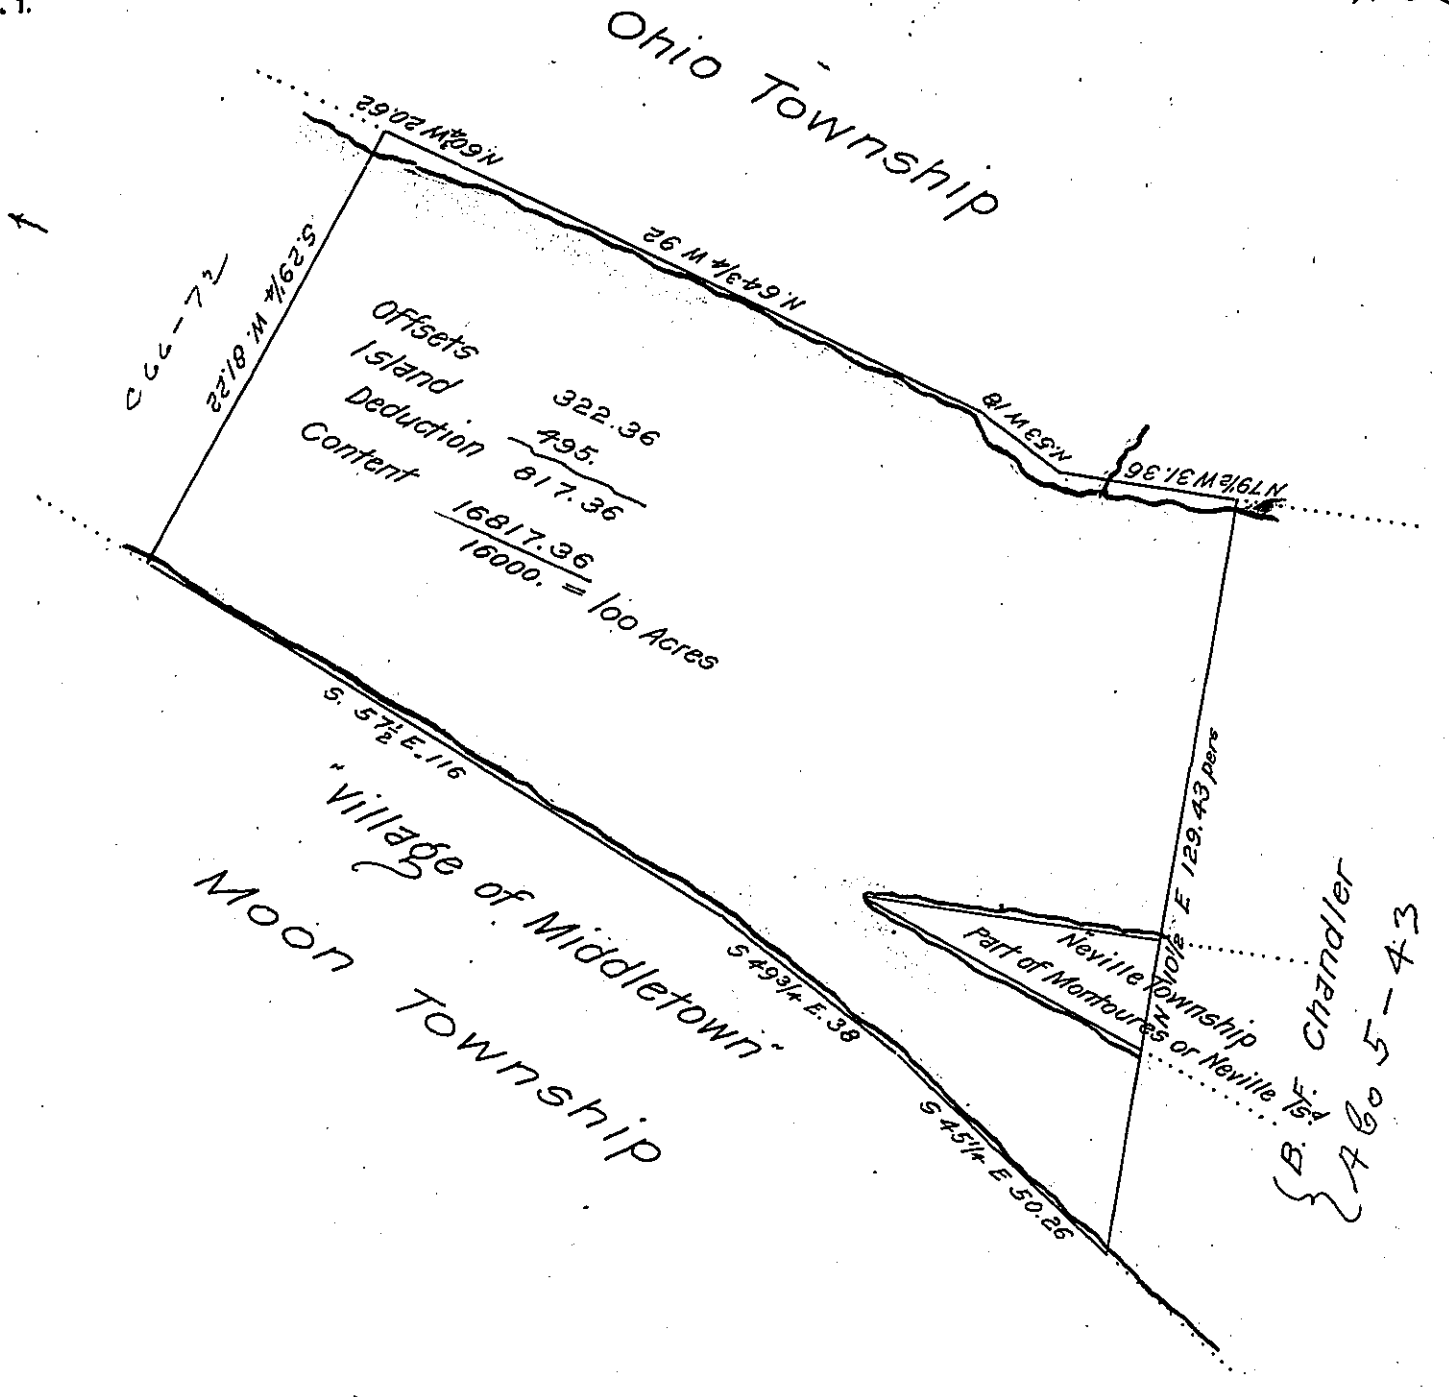 Ohio Township
N.60¾ W 20.62
N.64¾ W 92
N.53 W 18
N79½ W 31.36
S.29¼ W. 81.22
Offsets 322.36
Island 495.
Deduction 817.36
Content 16817.36
16000. = 100 Acres
S. 57½ E. 116
"Village of Middletown"
Moon Township
S 49¾ E. 38
S 45¼ E 50.26
N 10½ E 129.43 pers
Neville Township
Part of Montoures or Neville Isd
B. F. Chandler
5-43